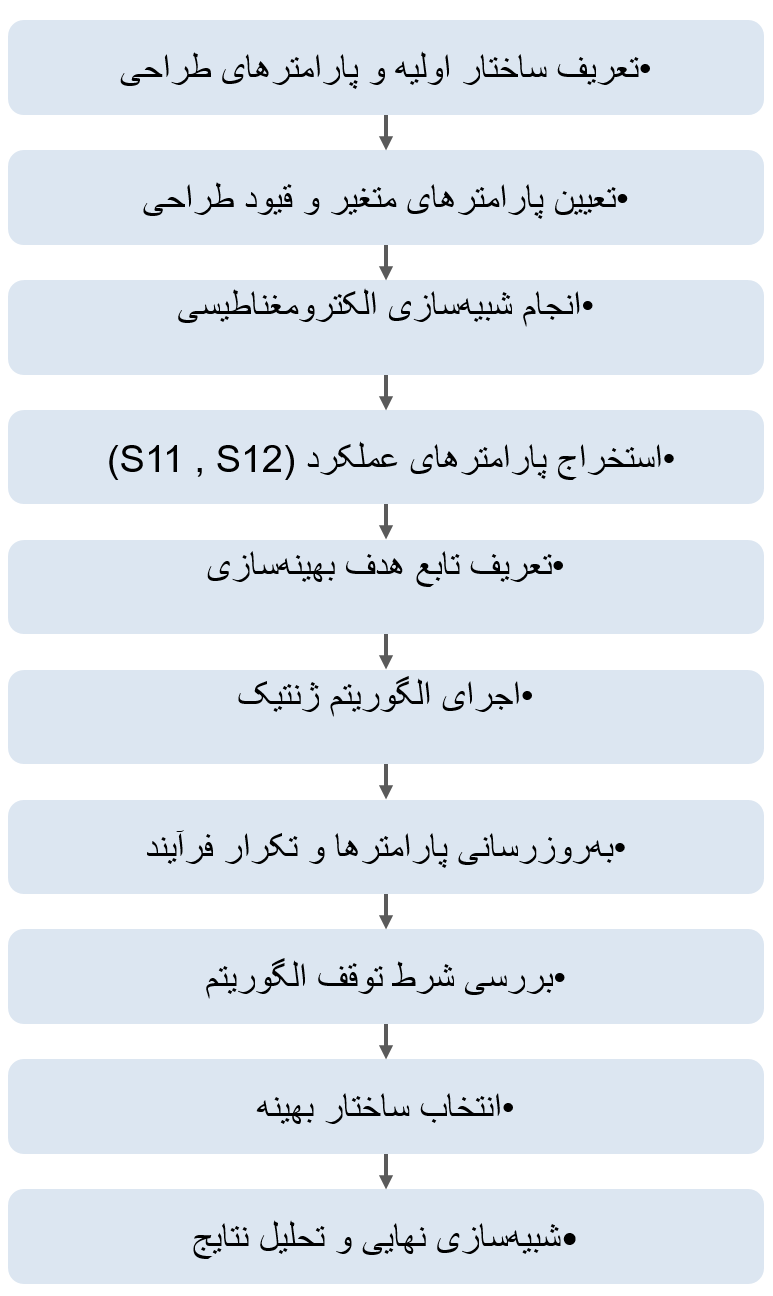 •تعریف ساختار اولیه و پارامترهای طراحی
•تعیین پارامترهای متغیر و قیود طراحی
•انجام شبیه‌سازی الکترومغناطیسی
•استخراج پارامترهای عملکرد (S11 , S12)
•تعریف تابع هدف بهینه‌سازی
•اجرای الگوریتم ژنتیک
•به‌روزرسانی پارامترها و تکرار فرآیند
•بررسی شرط توقف الگوریتم
•انتخاب ساختار بهینه
•شبیه‌سازی نهایی و تحلیل نتایج